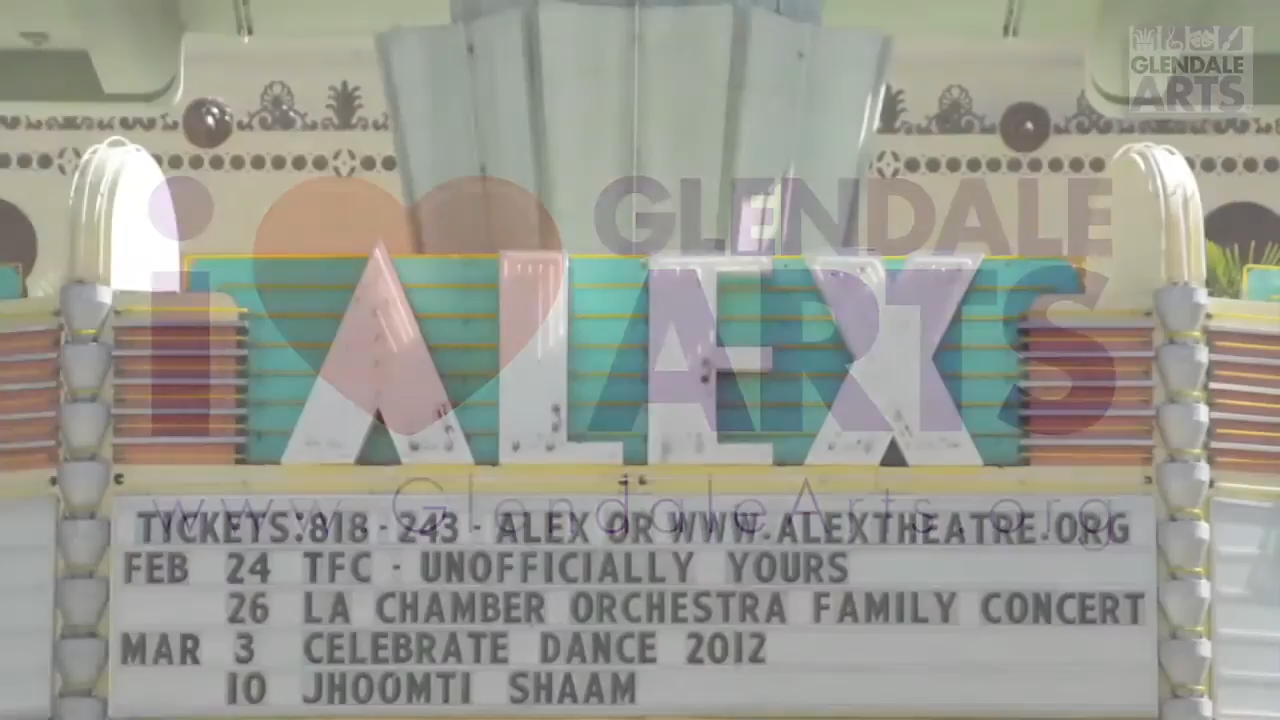 GLENDALE
ARTS
i GLENDALE
ARTS
ALEX
www.GlendaleArts.org
TICKETS:818-243-ALEX OR WWW.ALEXTHEATRE.ORG
FEB 24 TFC - UNOFFICIALLY YOURS
26 LA CHAMBER ORCHESTRA FAMILY CONCERT
MAR 3 CELEBRATE DANCE 2012
10 JHOOMTI SHAAM